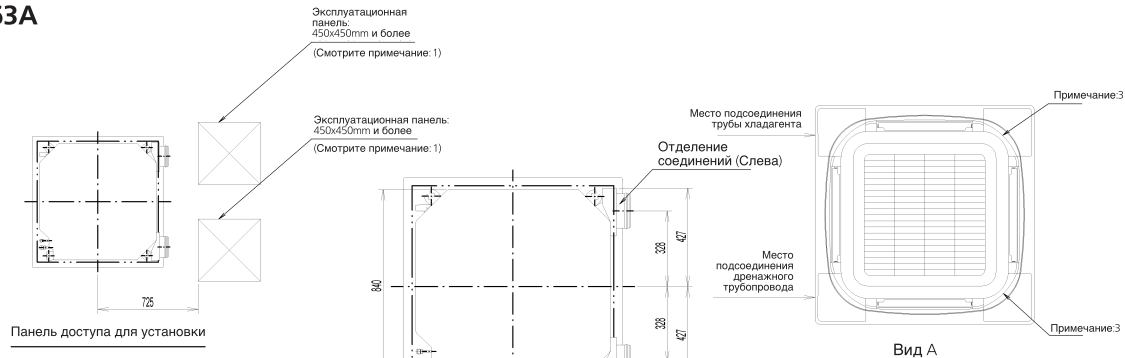 53A
Эксплуатационная
панель:
450x450mm и более
(Смотрите примечание: 1)
Эксплуатационная панель:
450x450mm и более
(Смотрите примечание: 1)
725
Панель доступа для установки
Отделение
соединений (Слева)
840
328
427
328
427
Место подсоединения
трубы хладагента
Место
подсоединения
дренажного
трубопровода
Примечание:3
Примечание:3
Вид A